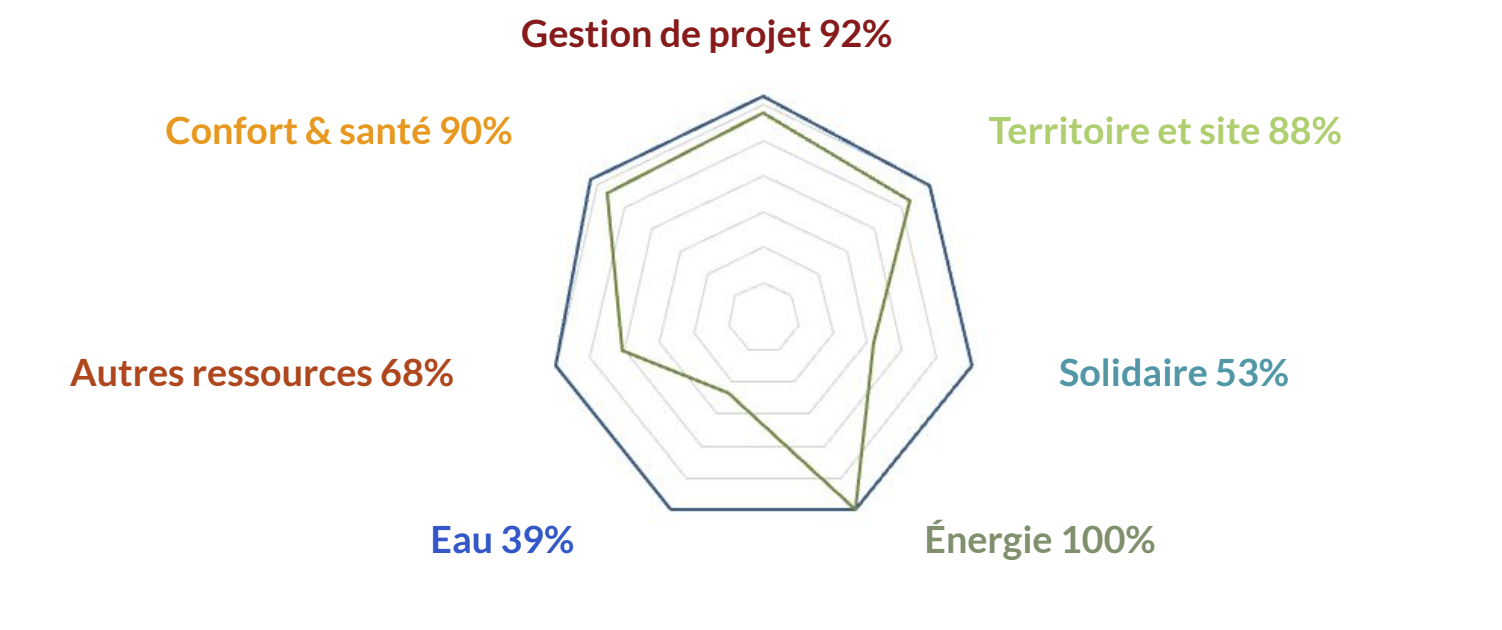 Gestion de projet 92%
Confort & santé 90%
Territoire et site 88%
Autres ressources 68%
Solidaire 53%
Eau 39%
Énergie 100%